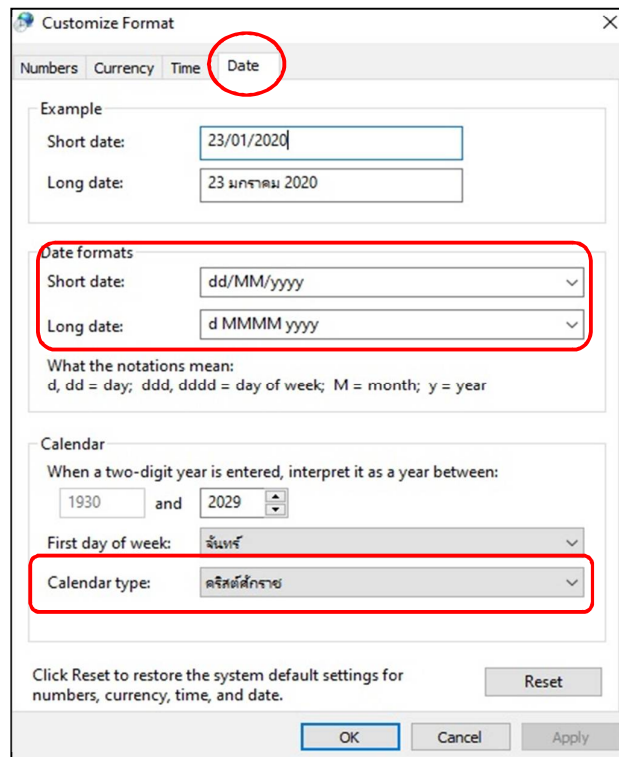 Customize Format
Numbers Currency Time Date
Example
Short date: 23/01/2020
Long date: 23 มกราคม 2020
Date formats
Short date: dd/MM/yyyy
Long date: d MMMM yyyy
What the notations mean:
d, dd = day; ddd, dddd = day of week; M = month; y = year
Calendar
When a two-digit year is entered, interpret it as a year between:
1930 and 2029
First day of week: จันทร์
Calendar type: คริสต์ศักราช
Click Reset to restore the system default settings for
numbers, currency, time, and date.
Reset
OK Cancel Apply